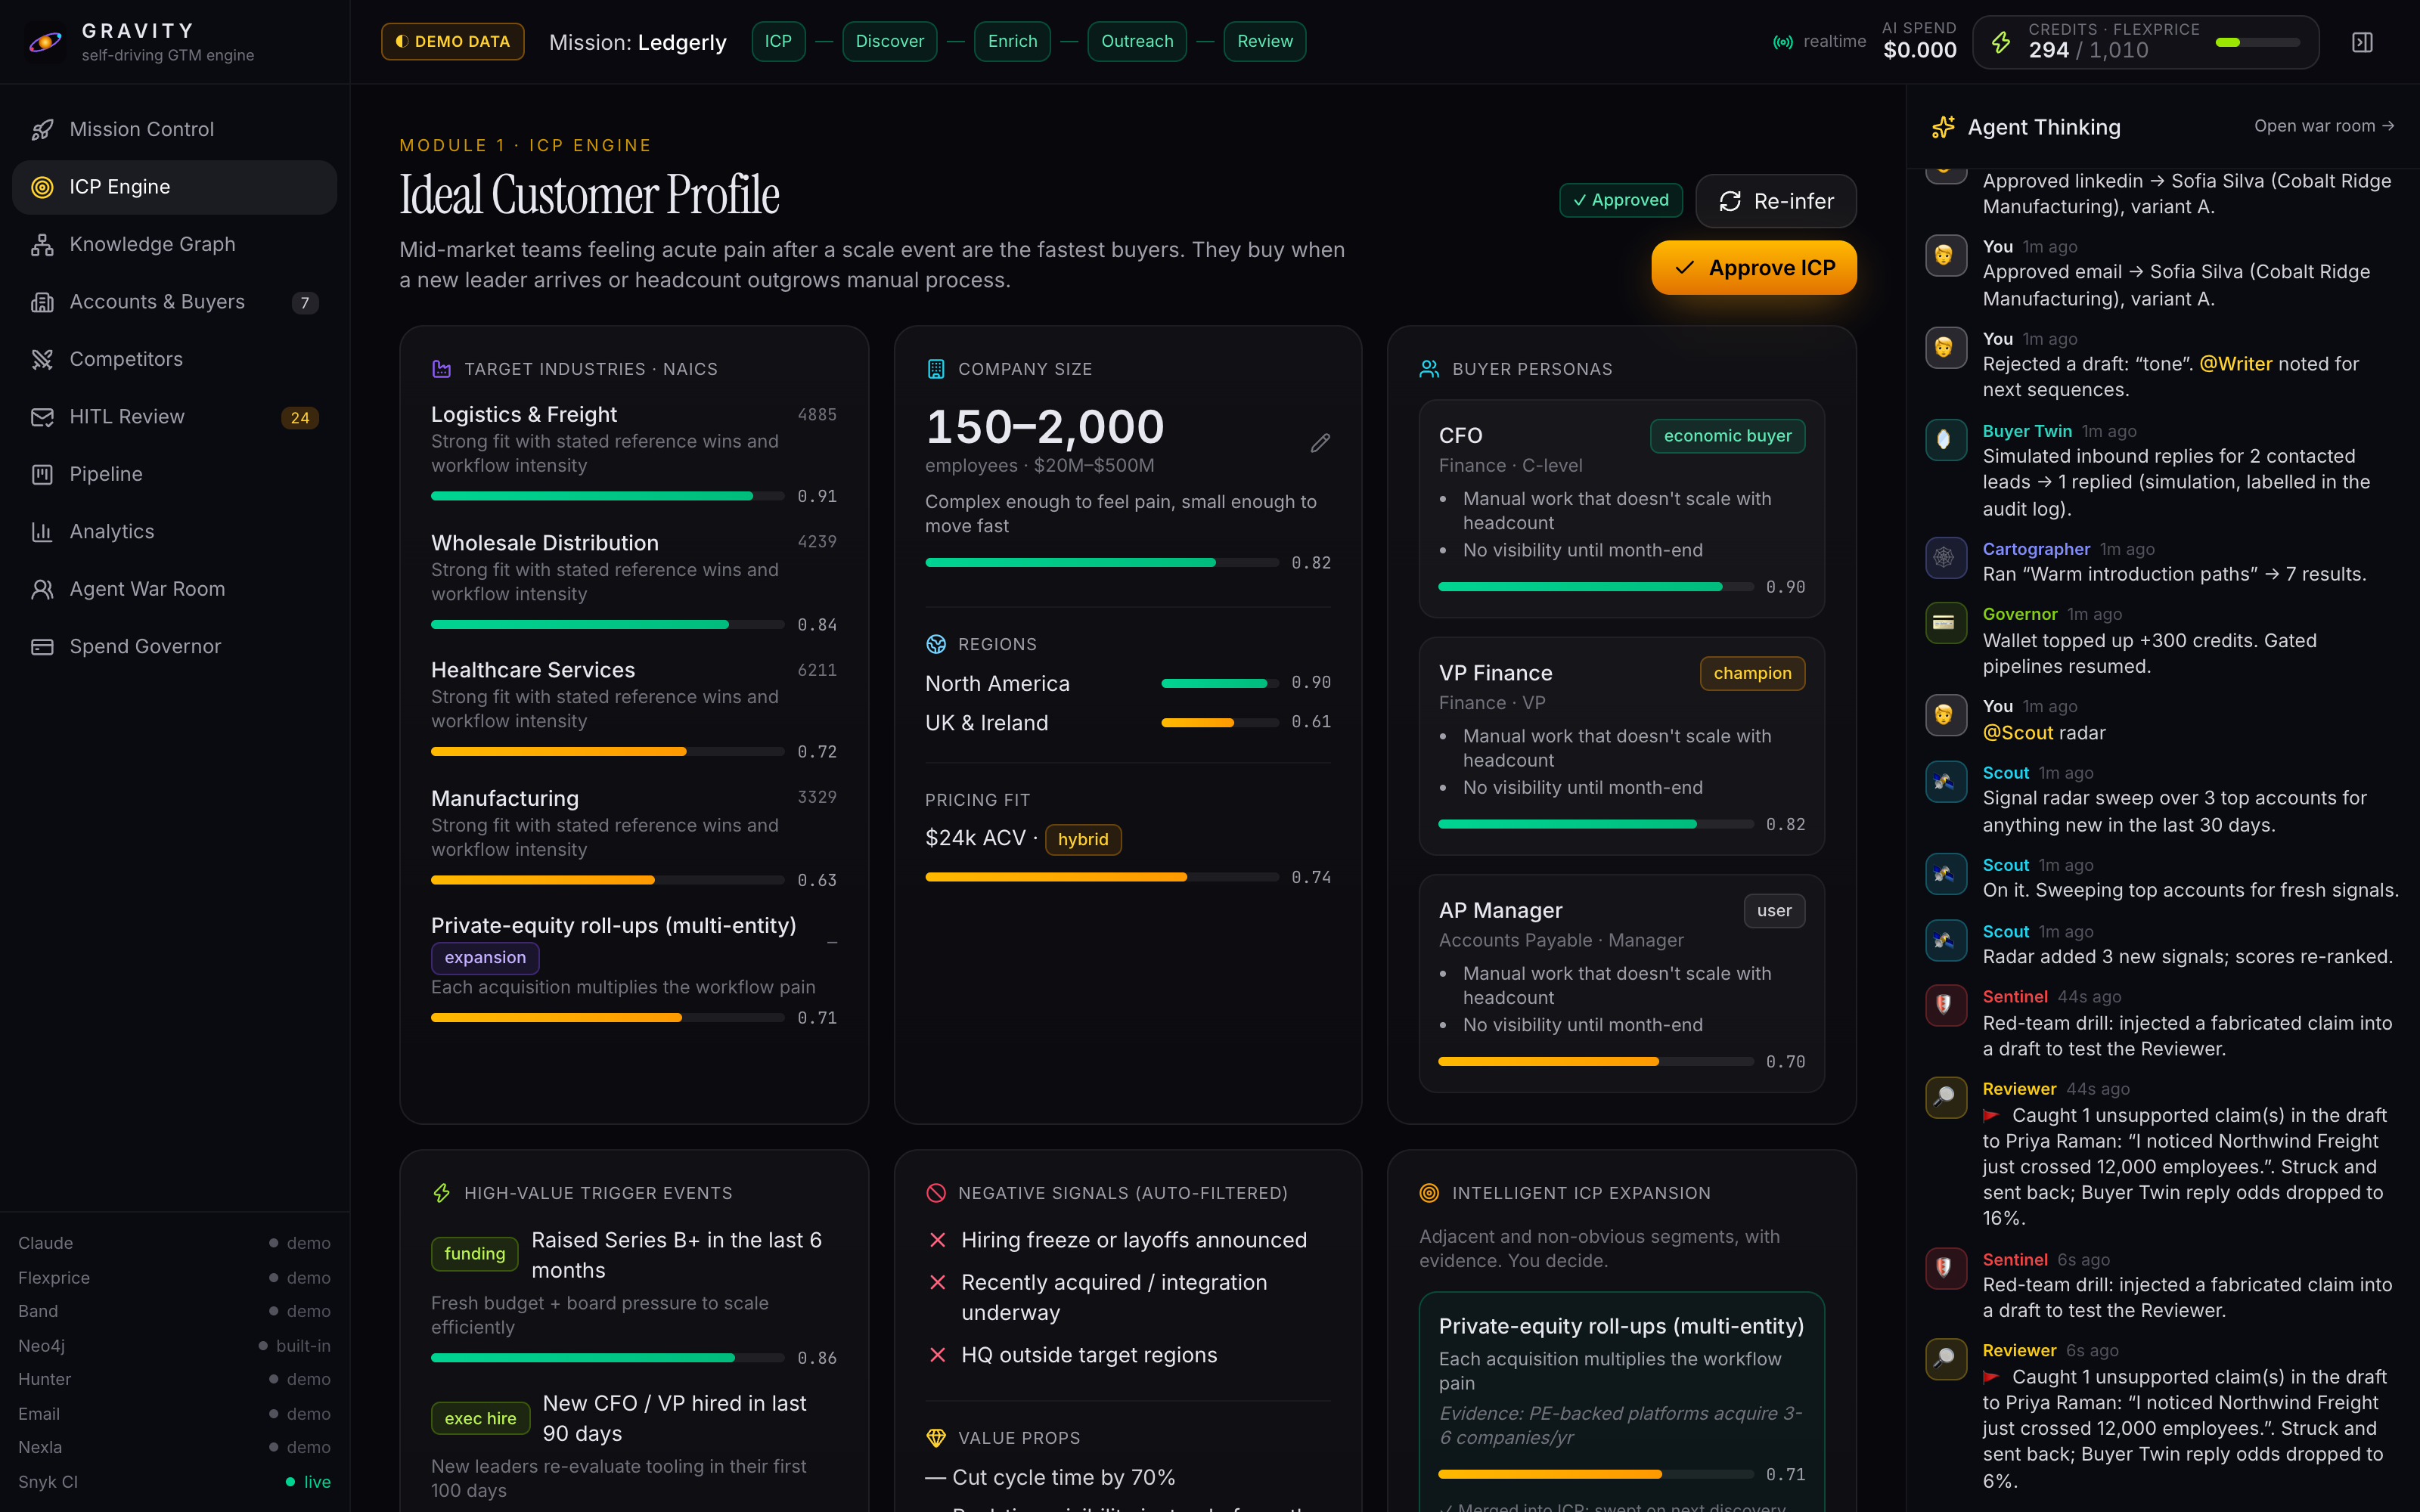 GRAVITY
self-driving GTM engine
DEMO DATA
Mission: Ledgerly
ICP
Discover
Enrich
Outreach
Review
realtime
AI SPEND
$0.000
CREDITS · FLEXPRICE
294 / 1,010
Mission Control
ICP Engine
Knowledge Graph
Accounts & Buyers 7
Competitors
HITL Review 24
Pipeline
Analytics
Agent War Room
Spend Governor
Claude demo
Flexprice demo
Band demo
Neo4j built-in
Hunter demo
Email demo
Nexla demo
Snyk CI live
MODULE 1 · ICP ENGINE
Ideal Customer Profile
Mid-market teams feeling acute pain after a scale event are the fastest buyers. They buy when
a new leader arrives or headcount outgrows manual process.
✓ Approved
Re-infer
Approve ICP
TARGET INDUSTRIES · NAICS
Logistics & Freight 4885
Strong fit with stated reference wins and
workflow intensity
0.91
Wholesale Distribution 4239
Strong fit with stated reference wins and
workflow intensity
0.84
Healthcare Services 6211
Strong fit with stated reference wins and
workflow intensity
0.72
Manufacturing 3329
Strong fit with stated reference wins and
workflow intensity
0.63
Private-equity roll-ups (multi-entity)
–
expansion
Each acquisition multiplies the workflow pain
0.71
COMPANY SIZE
150–2,000
employees · $20M–$500M
Complex enough to feel pain, small enough to
move fast
0.82
REGIONS
North America 0.90
UK & Ireland 0.61
PRICING FIT
$24k ACV · hybrid
0.74
BUYER PERSONAS
CFO economic buyer
Finance · C-level
• Manual work that doesn't scale with
headcount
• No visibility until month-end
0.90
VP Finance champion
Finance · VP
• Manual work that doesn't scale with
headcount
• No visibility until month-end
0.82
AP Manager user
Accounts Payable · Manager
• Manual work that doesn't scale with
headcount
• No visibility until month-end
0.70
HIGH-VALUE TRIGGER EVENTS
funding Raised Series B+ in the last 6
months
Fresh budget + board pressure to scale
efficiently
0.86
exec hire New CFO / VP hired in last
90 days
New leaders re-evaluate tooling in their first
100 days
NEGATIVE SIGNALS (AUTO-FILTERED)
Hiring freeze or layoffs announced
Recently acquired / integration
underway
HQ outside target regions
VALUE PROPS
— Cut cycle time by 70%
INTELLIGENT ICP EXPANSION
Adjacent and non-obvious segments, with
evidence. You decide.
Private-equity roll-ups (multi-entity)
Each acquisition multiplies the workflow
pain
Evidence: PE-backed platforms acquire 3-
6 companies/yr
0.71
✓ Merged into ICP; swept on next discovery
Agent Thinking
Open war room →
Approved linkedin → Sofia Silva (Cobalt Ridge
Manufacturing), variant A.
You 1m ago
Approved email → Sofia Silva (Cobalt Ridge
Manufacturing), variant A.
You 1m ago
Rejected a draft: “tone”. @Writer noted for
next sequences.
Buyer Twin 1m ago
Simulated inbound replies for 2 contacted
leads → 1 replied (simulation, labelled in the
audit log).
Cartographer 1m ago
Ran “Warm introduction paths” → 7 results.
Governor 1m ago
Wallet topped up +300 credits. Gated
pipelines resumed.
You 1m ago
@Scout radar
Scout 1m ago
Signal radar sweep over 3 top accounts for
anything new in the last 30 days.
Scout 1m ago
On it. Sweeping top accounts for fresh signals.
Scout 1m ago
Radar added 3 new signals; scores re-ranked.
Sentinel 44s ago
Red-team drill: injected a fabricated claim into
a draft to test the Reviewer.
Reviewer 44s ago
Caught 1 unsupported claim(s) in the draft
to Priya Raman: “I noticed Northwind Freight
just crossed 12,000 employees.”. Struck and
sent back; Buyer Twin reply odds dropped to
16%.
Sentinel 6s ago
Red-team drill: injected a fabricated claim into
a draft to test the Reviewer.
Reviewer 6s ago
Caught 1 unsupported claim(s) in the draft
to Priya Raman: “I noticed Northwind Freight
just crossed 12,000 employees.”. Struck and
sent back; Buyer Twin reply odds dropped to
6%.